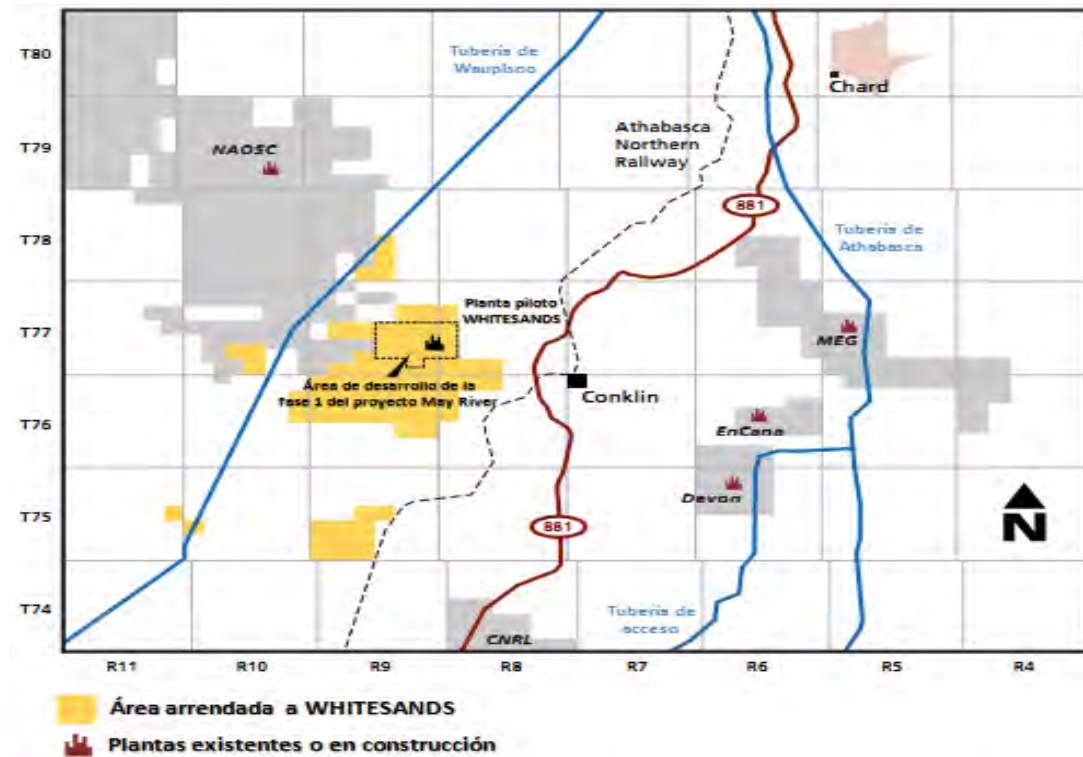 T80
T79
T78
T77
T76
T75
T74
R11
R10
R9
R8
R7
R6
R5
R4
Tubería de
Waupisno
Chard
Athabasca
Northern
Railway
NAOSC
881
Tubería de
Athabasca
Planta piloto
WHITESANDS
MEG
Área de desarrollo de la
fase 1 del proyecto May River
Conklin
EnCana
Devon
N
881
Tubería de
acceso
CNRL
Área arrendada a WHITESANDS
Plantas existentes o en construcción